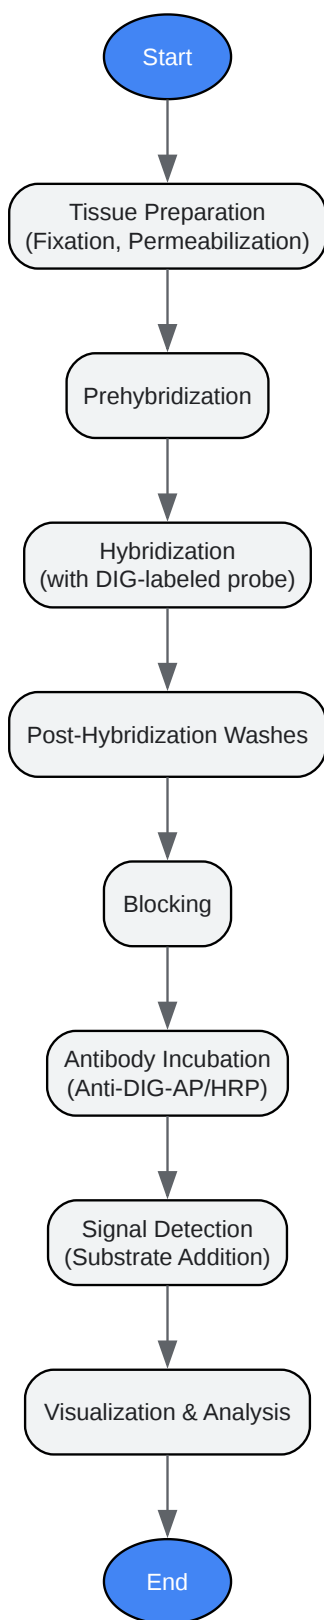 Start
Tissue Preparation
(Fixation, Permeabilization)
Prehybridization
Hybridization
(with DIG-labeled probe)
Post-Hybridization Washes
Blocking
Antibody Incubation
(Anti-DIG-AP/HRP)
Signal Detection
(Substrate Addition)
Visualization & Analysis
End